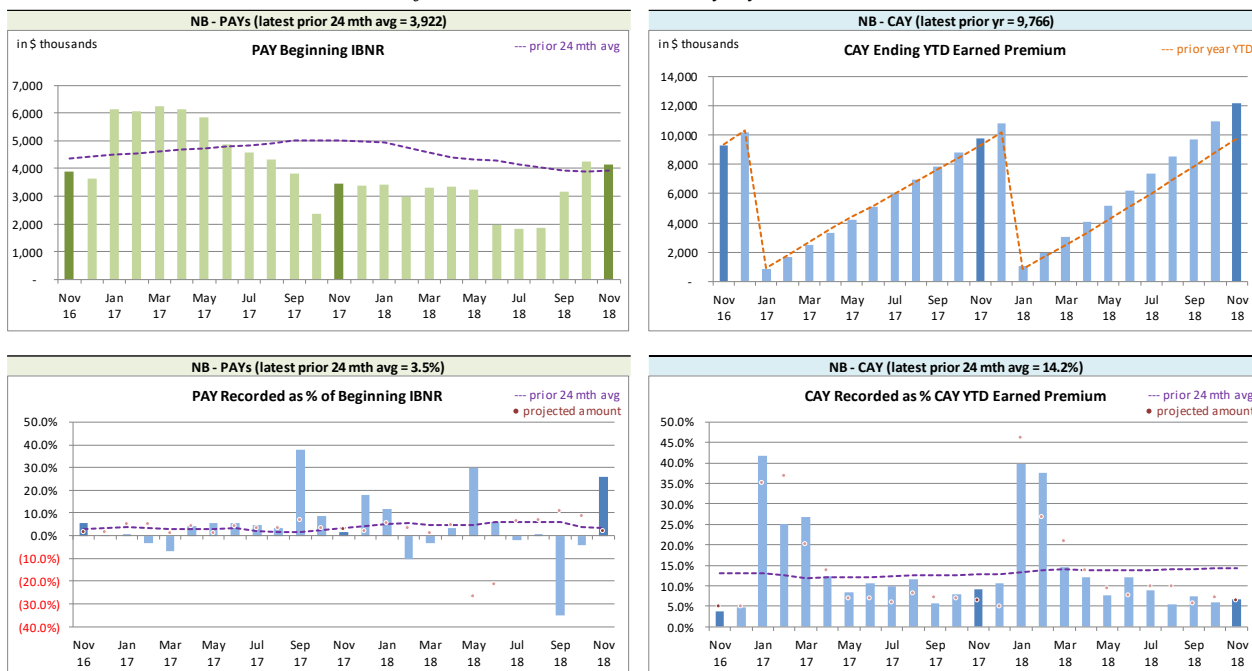 NB - PAYs (latest prior 24 mth avg = 3,922)
in $ thousands
PAY Beginning IBNR
--- prior 24 mth avg
7,000
6,000
5,000
4,000
3,000
2,000
1,000
-
Nov Jan Mar May Jul Sep Nov Jan Mar May Jul Sep Nov
16 17 17 17 17 17 17 18 18 18 18 18 18
NB - CAY (latest prior yr = 9,766)
in $ thousands
CAY Ending YTD Earned Premium
--- prior year YTD
14,000
12,000
10,000
8,000
6,000
4,000
2,000
-
Nov Jan Mar May Jul Sep Nov Jan Mar May Jul Sep Nov
16 17 17 17 17 17 17 18 18 18 18 18 18
NB - PAYs (latest prior 24 mth avg = 3.5%)
PAY Recorded as % of Beginning IBNR
--- prior 24 mth avg
• projected amount
50.0%
40.0%
30.0%
20.0%
10.0%
0.0%
(10.0%)
(20.0%)
(30.0%)
(40.0%)
Nov Jan Mar May Jul Sep Nov Jan Mar May Jul Sep Nov
16 17 17 17 17 17 17 18 18 18 18 18 18
NB - CAY (latest prior 24 mth avg = 14.2%)
CAY Recorded as % CAY YTD Earned Premium
--- prior 24 mth avg
• projected amount
50.0%
45.0%
40.0%
35.0%
30.0%
25.0%
20.0%
15.0%
10.0%
5.0%
0.0%
Nov Jan Mar May Jul Sep Nov Jan Mar May Jul Sep Nov
16 17 17 17 17 17 17 18 18 18 18 18 18